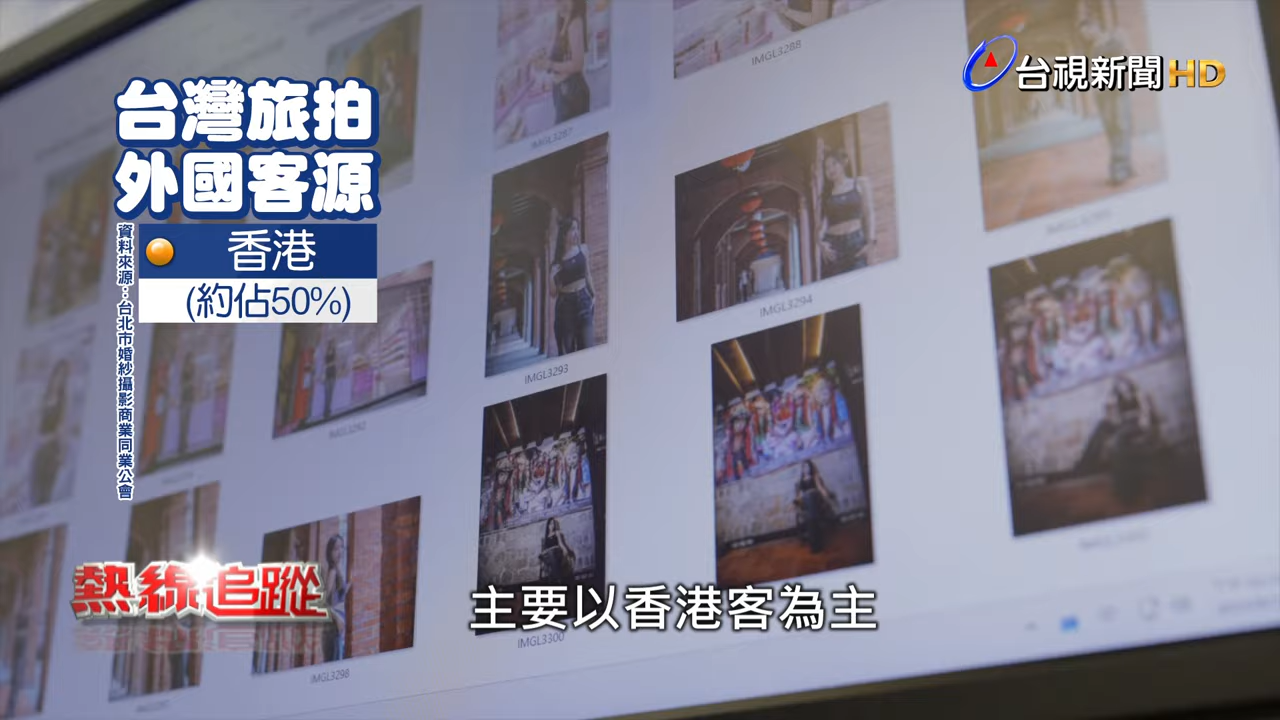 台視新聞HD
台灣旅拍
外國客源
香港
(約佔50%)
資料來源：台北市婚紗攝影商業同業公會
IMGL3288
IMGL3287
IMGL3294
IMGL3293
IMGL3292
IMGL3300
IMGL3298
熱線追蹤
主要以香港客為主